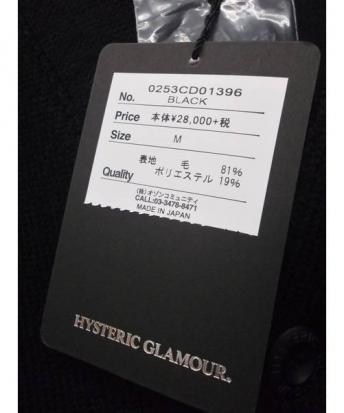 0253CD01396
No. BLACK
Price 本体¥28,000+税
Size M
表地 毛 81%
Quality ポリエステル 19%
(株)オゾンコミュニティ
CALL:03-3478-8471
MADE IN JAPAN
HYSTERIC GLAMOUR.